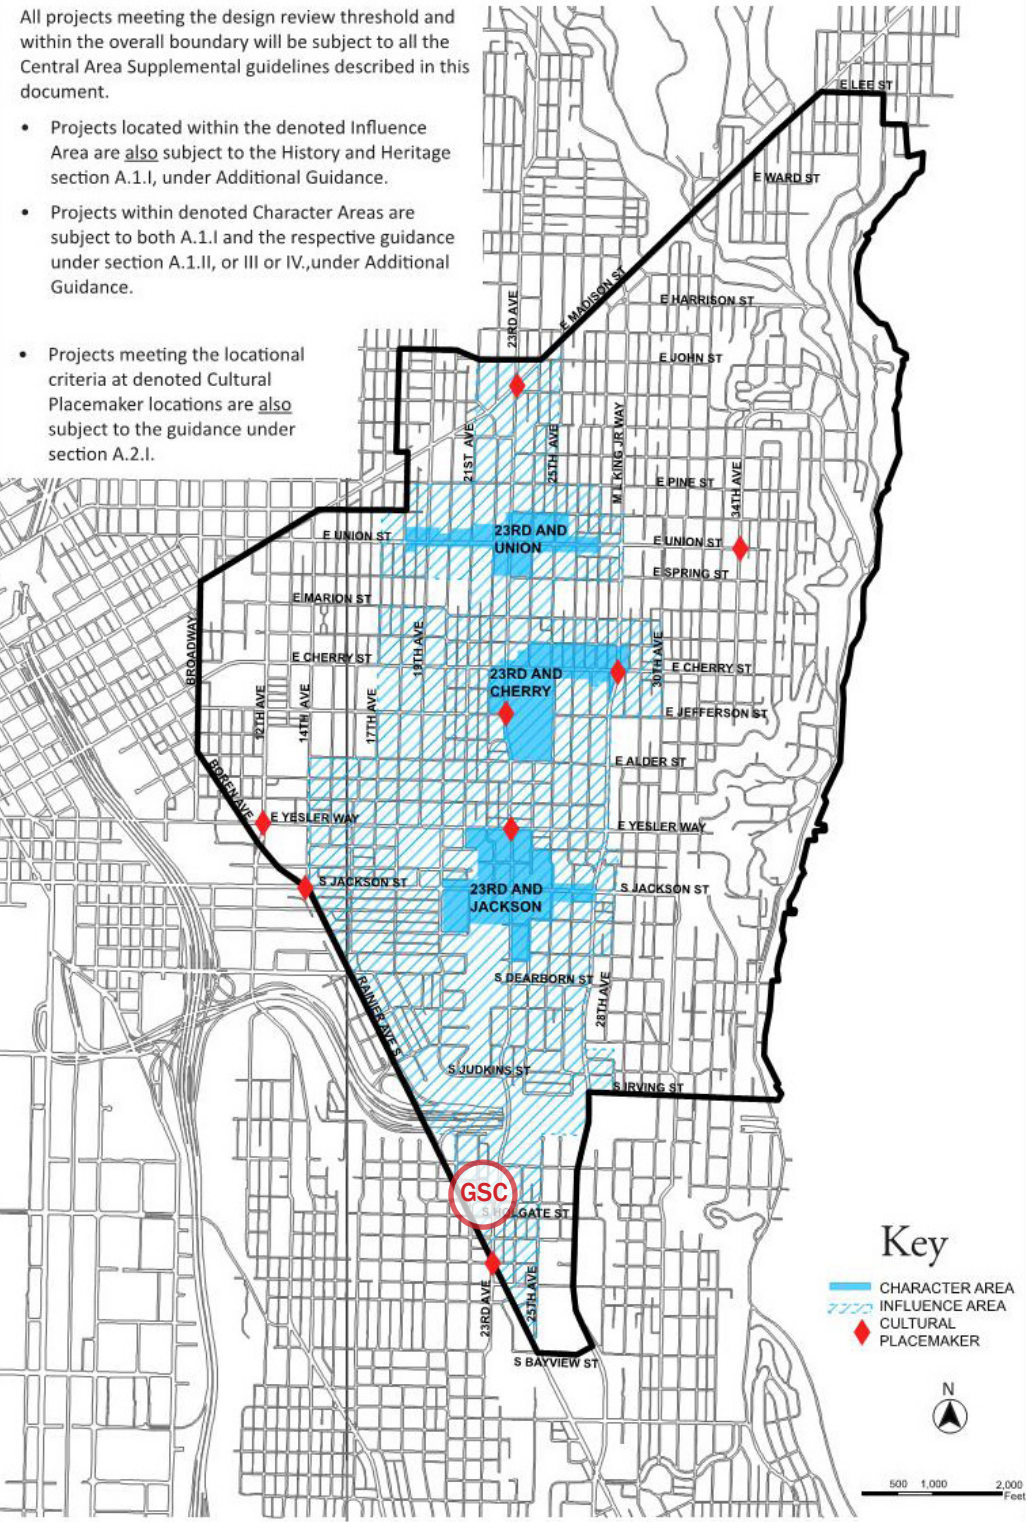 All projects meeting the design review threshold and
within the overall boundary will be subject to all the
Central Area Supplemental guidelines described in this
document.
• Projects located within the denoted Influence
Area are also subject to the History and Heritage
section A.1.I, under Additional Guidance.
• Projects within denoted Character Areas are
subject to both A.1.I and the respective guidance
under section A.1.II, or III or IV.,under Additional
Guidance.
• Projects meeting the locational
criteria at denoted Cultural
Placemaker locations are also
subject to the guidance under
section A.2.I.
E LEE ST
E WARD ST
E MADISON ST
E HARRISON ST
23RD AVE
E JOHN ST
21ST AVE
25TH AVE
M L KING JR WAY
34TH AVE
E PINE ST
E UNION ST
23RD AND
UNION
E UNION ST
E SPRING ST
E MARION ST
BROADWAY
19TH AVE
30TH AVE
E CHERRY ST
23RD AND
CHERRY
E CHERRY ST
12TH AVE
14TH AVE
17TH AVE
E JEFFERSON ST
E ALDER ST
BOREN AVE
E YESLER WAY
E YESLER WAY
S JACKSON ST
23RD AND
JACKSON
S JACKSON ST
S DEARBORN ST
28TH AVE
RAINIER AVE S
S JUDKINS ST
S IRVING ST
GSC
S HOLGATE ST
23RD AVE
25TH AVE
S BAYVIEW ST
Key
CHARACTER AREA
INFLUENCE AREA
CULTURAL
PLACEMAKER
N
500 1,000 2,000
Feet